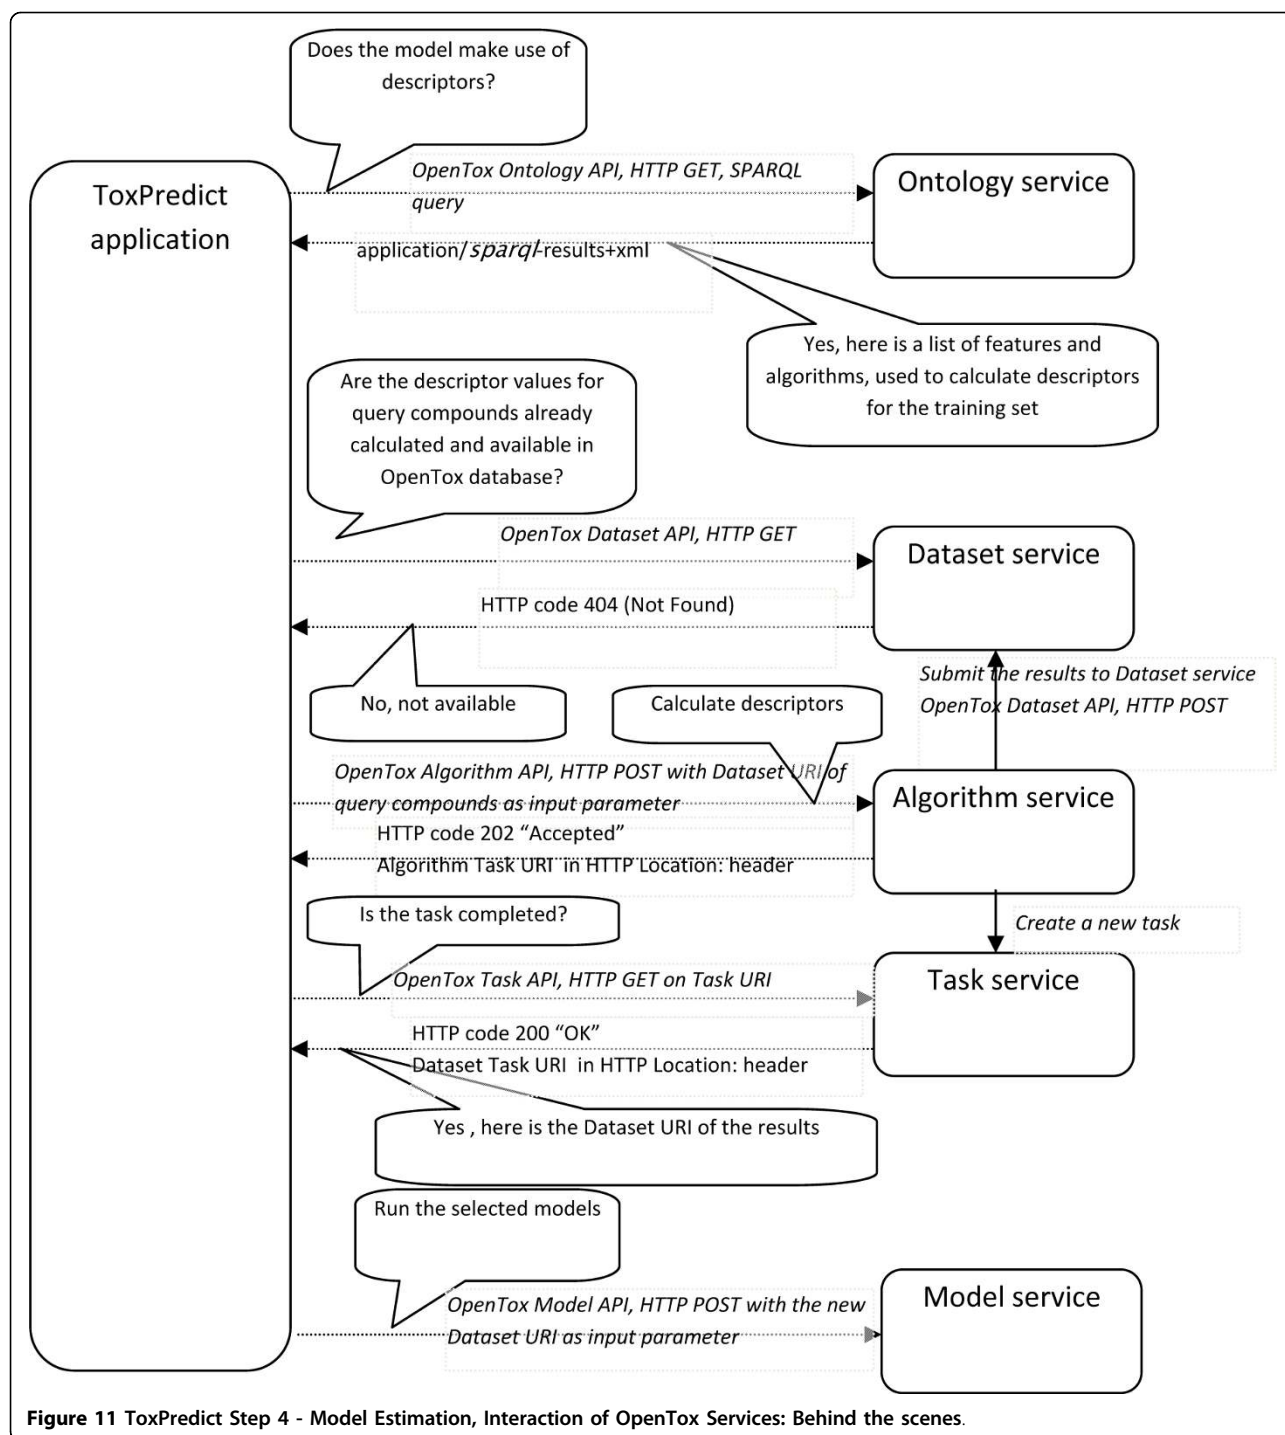 Does the model make use of
descriptors?
ToxPredict
application
OpenTox Ontology API, HTTP GET, SPARQL
query
Ontology service
application/sparql-results+xml
Yes, here is a list of features and
algorithms, used to calculate descriptors
for the training set
Are the descriptor values for
query compounds already
calculated and available in
OpenTox database?
OpenTox Dataset API, HTTP GET
Dataset service
HTTP code 404 (Not Found)
No, not available
Calculate descriptors
Submit the results to Dataset service
OpenTox Dataset API, HTTP POST
OpenTox Algorithm API, HTTP POST with Dataset URI of
query compounds as input parameter
Algorithm service
HTTP code 202 “Accepted”
Algorithm Task URI in HTTP Location: header
Is the task completed?
Create a new task
OpenTox Task API, HTTP GET on Task URI
Task service
HTTP code 200 “OK”
Dataset Task URI in HTTP Location: header
Yes , here is the Dataset URI of the results
Run the selected models
OpenTox Model API, HTTP POST with the new
Dataset URI as input parameter
Model service
Figure 11 ToxPredict Step 4 - Model Estimation, Interaction of OpenTox Services: Behind the scenes.